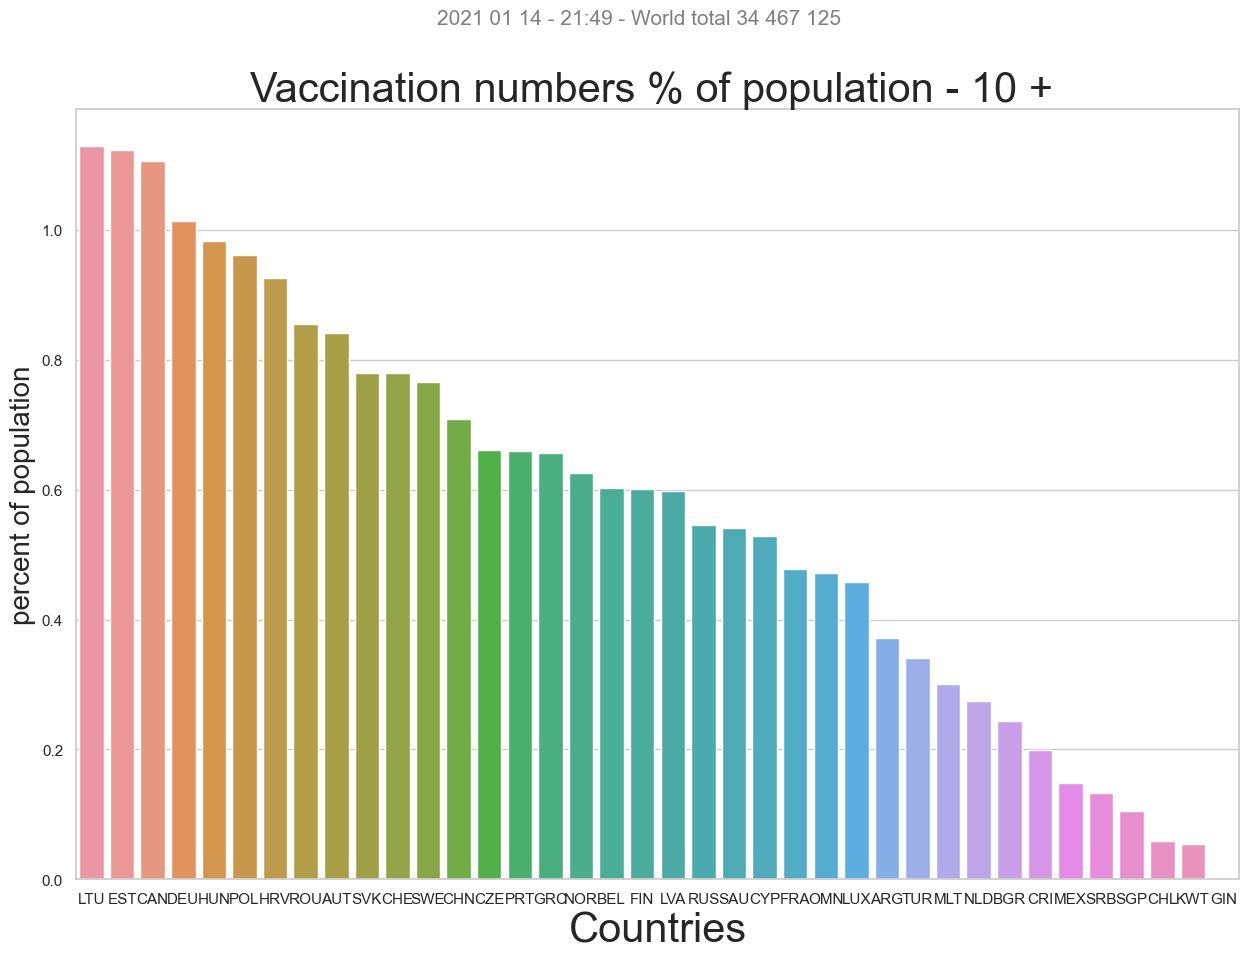 2021 01 14 - 21:49 - World total 34 467 125
Vaccination numbers % of population - 10 +
percent of population
1.0
0.8
0.6
0.4
0.2
0.0
LTU EST CAN DEU HUN POL HRV ROU AUT SVK CHE SWE CHN CZE PRT GRC NOR BEL FIN LVA RUS SAU CYP FRA OMN LUX ARG TUR MLT NLD BGR CRI MEX SRB SGP CHL KWT GIN
Countries